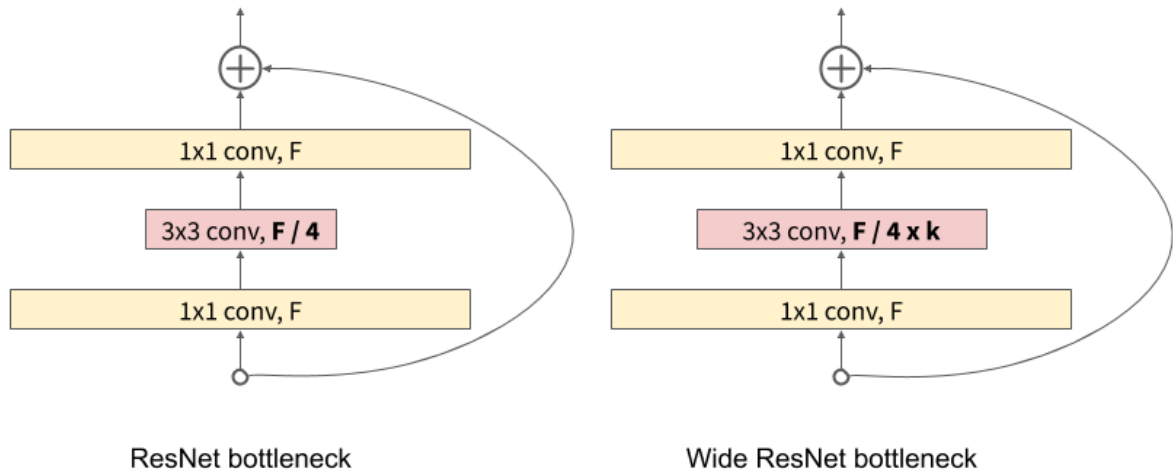 1x1 conv, F
3x3 conv, F / 4
1x1 conv, F
ResNet bottleneck
1x1 conv, F
3x3 conv, F / 4 x k
1x1 conv, F
Wide ResNet bottleneck